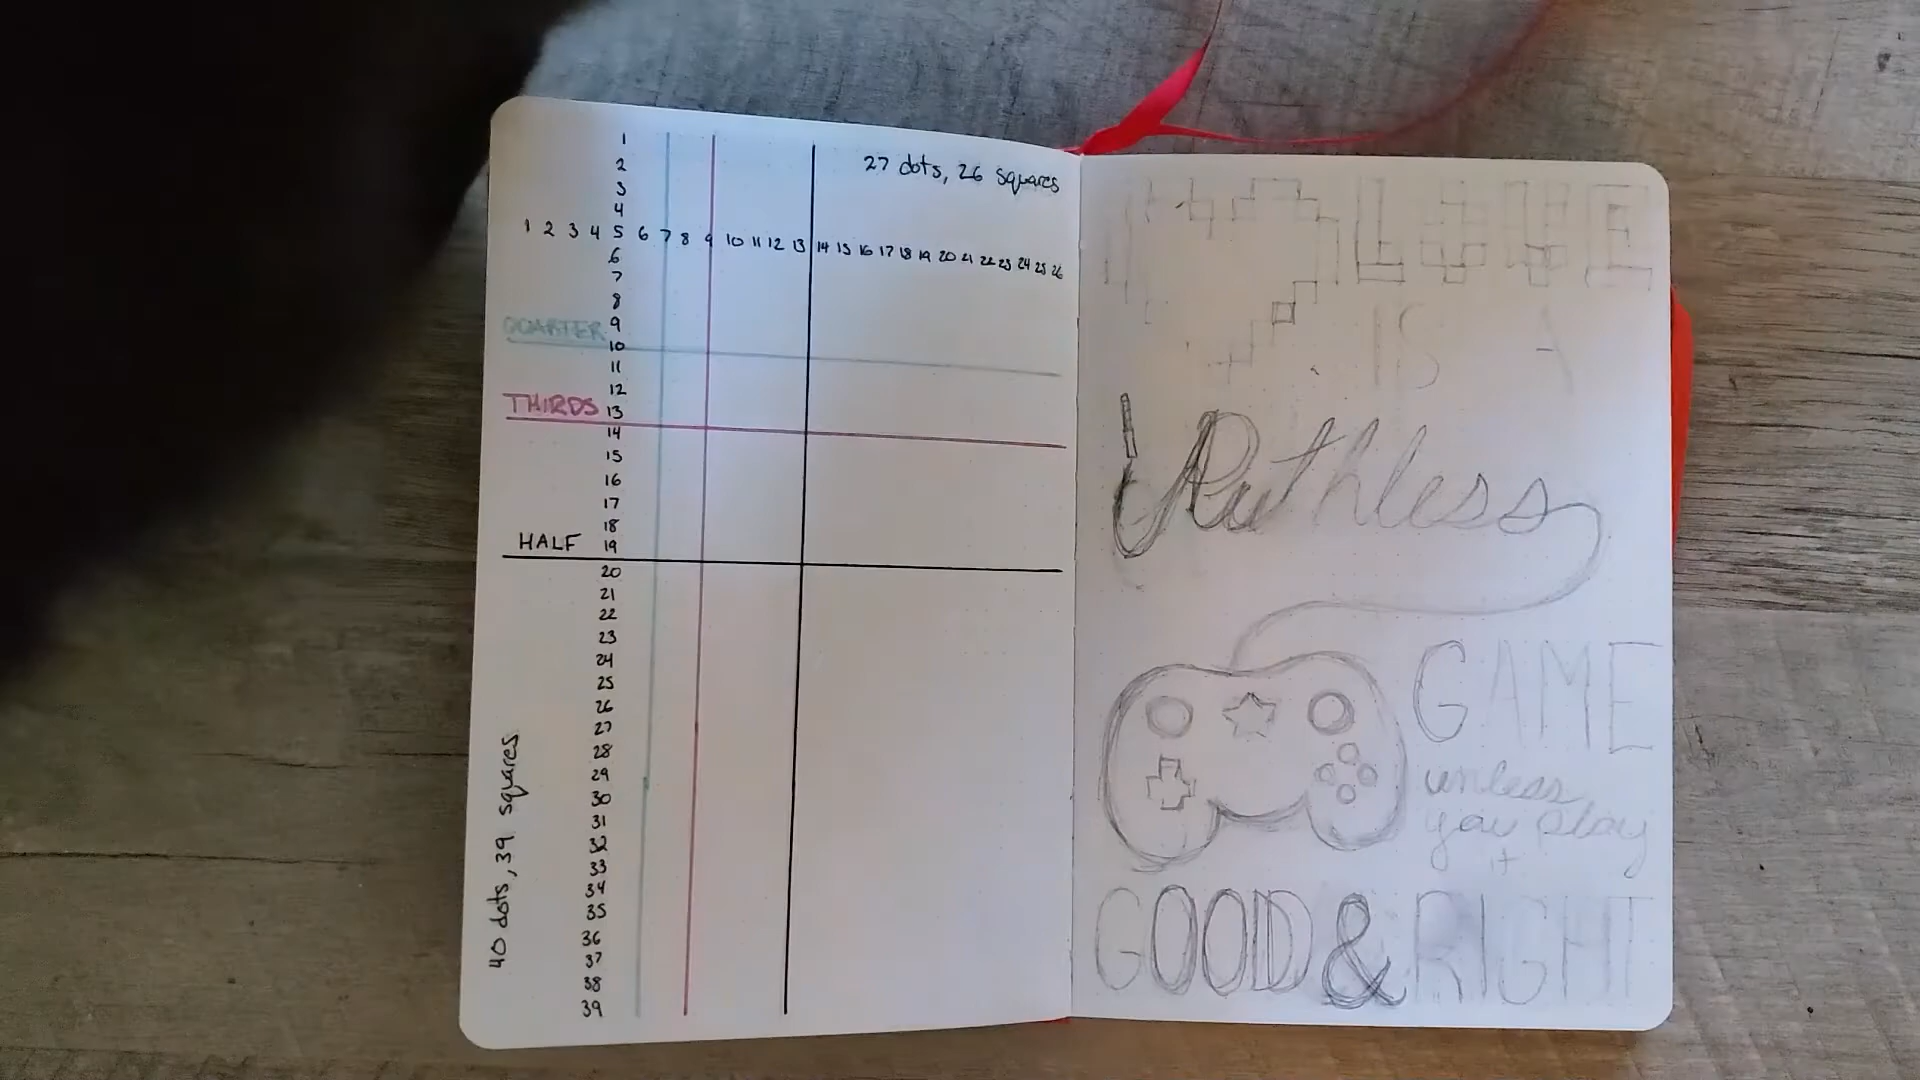 27 dots, 26 squares
1
2
3
4
1 2 3 4 5 6 7 8 9 10 11 12 13 14 15 16 17 18 19 20 21 22 23 24 25 26
6
7
8
QUARTER 9
10
11
12
THIRDS 13
14
15
16
17
18
HALF 19
20
21
22
23
24
25
26
27
28
29
30
31
32
33
34
35
36
37
38
39
40 dots, 39 squares
LOVE
IS A
Ruthless
GAME
unless
you play
it
GOOD & RIGHT